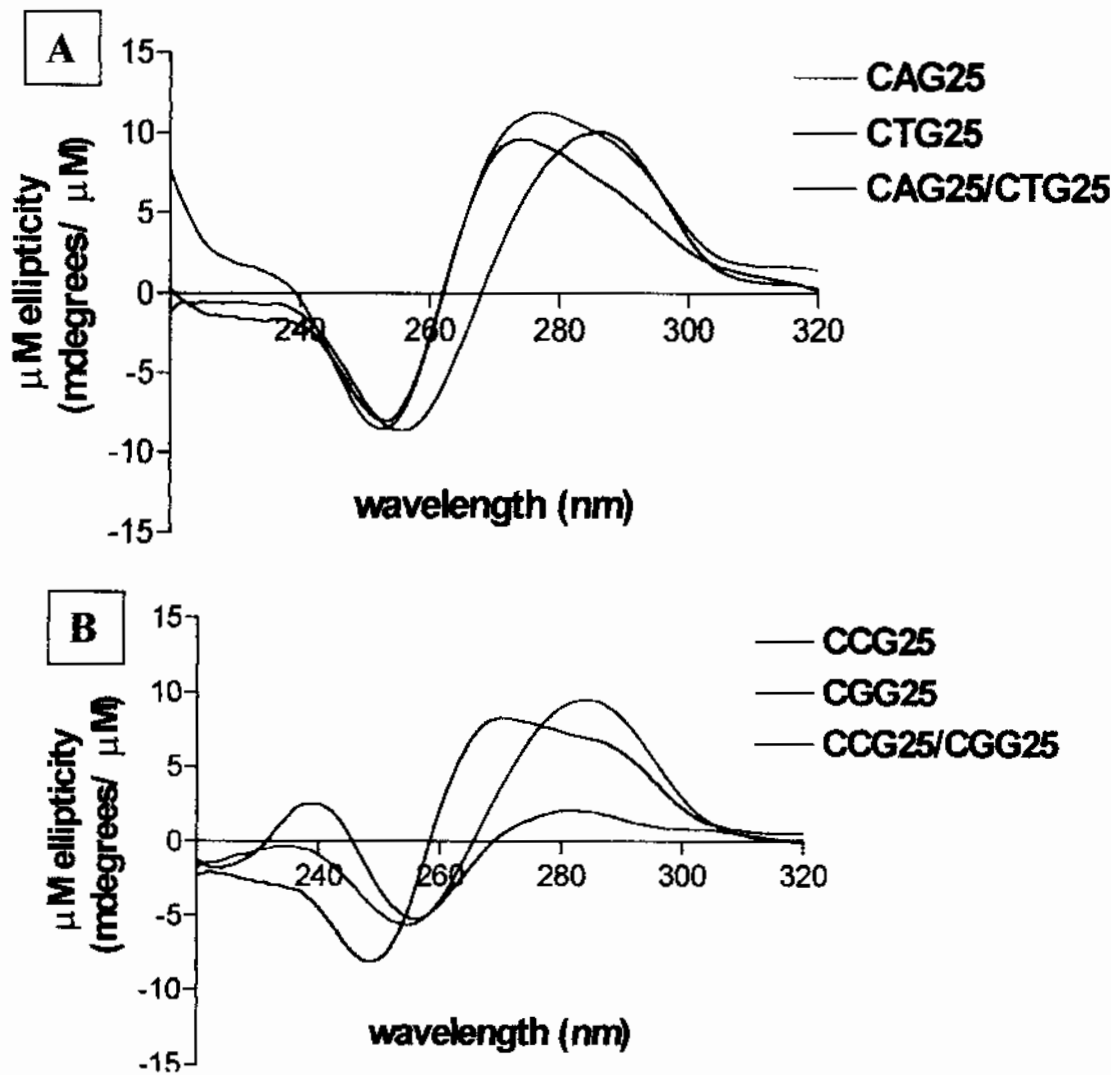 A
15
10
5
0
-5
-10
-15
240
260
280
300
320
µM ellipticity
(mdegrees/ µM)
wavelength (nm)
CAG25
CTG25
CAG25/CTG25
B
15
10
5
0
-5
-10
-15
240
260
280
300
320
µM ellipticity
(mdegrees/ µM)
wavelength (nm)
CCG25
CGG25
CCG25/CGG25